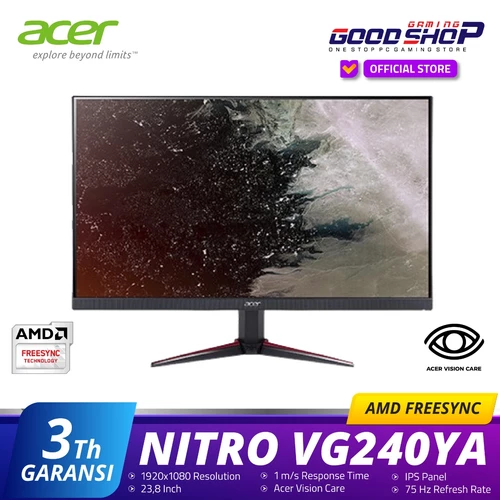 acer
explore beyond limits™
GAMING
GOODSHOP
ONE STOP PC GAMING STORE
OFFICIAL STORE
acer
AMD
FREESYNC
TECHNOLOGY
ACER VISION CARE
AMD FREESYNC
3Th
GARANSI
NITRO VG240YA
1920x1080 Resolution
23,8 Inch
1 m/s Response Time
Acer Vision Care
IPS Panel
75 Hz Refresh Rate